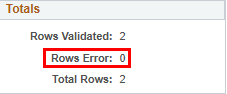 Totals
Rows Validated: 2
Rows Error: 0
Total Rows: 2